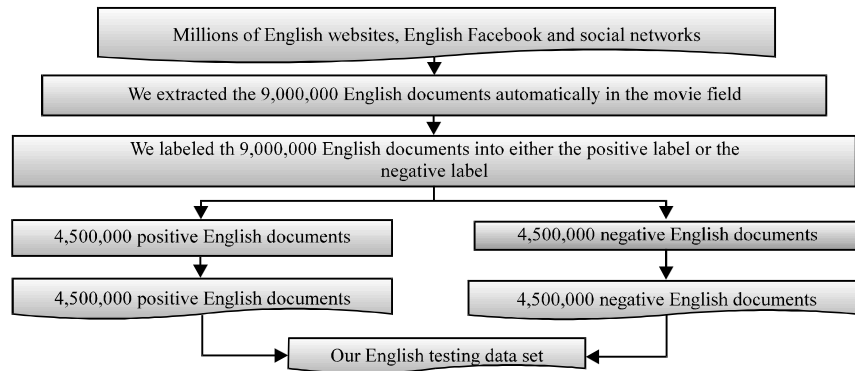 Millions of English websites, English Facebook and social networks
We extracted the 9,000,000 English documents automatically in the movie field
We labeled th 9,000,000 English documents into either the positive label or the
negative label
4,500,000 positive English documents
4,500,000 negative English documents
4,500,000 positive English documents
4,500,000 negative English documents
Our English testing data set